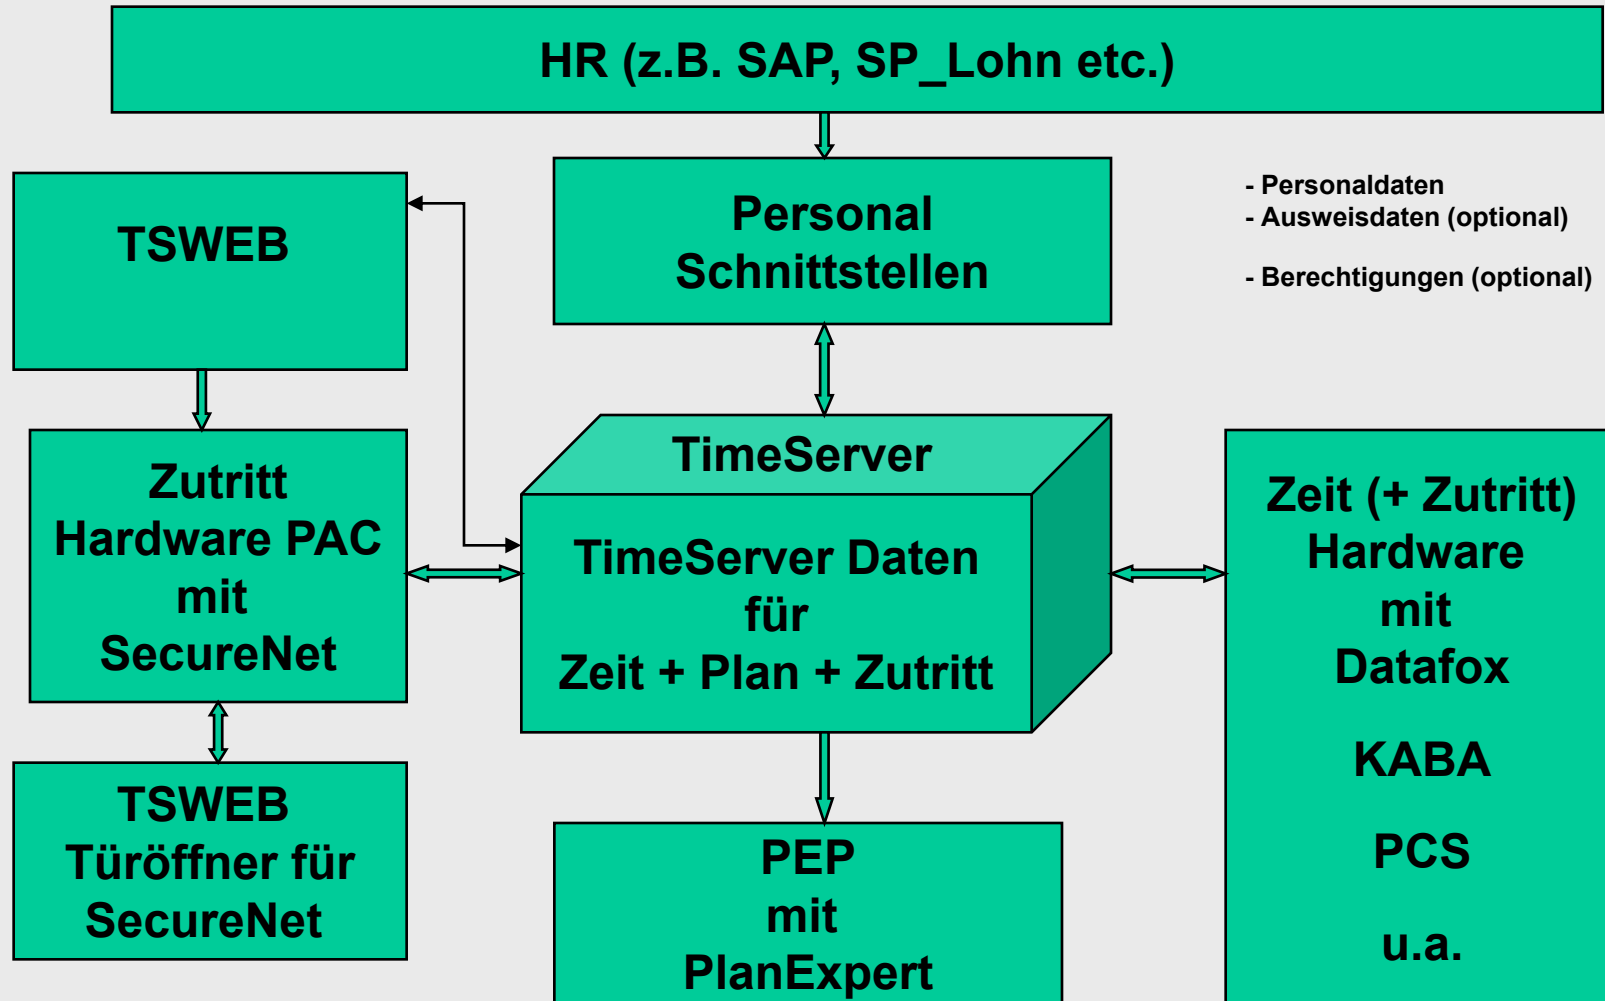 HR (z.B. SAP, SP_Lohn etc.)
TSWEB
Personal
Schnittstellen
- Personaldaten
- Ausweisdaten (optional)
- Berechtigungen (optional)
Zutritt
Hardware PAC
mit
SecureNet
TimeServer
TimeServer Daten
für
Zeit + Plan + Zutritt
Zeit (+ Zutritt)
Hardware
mit
Datafox
KABA
PCS
u.a.
TSWEB
Türöffner für
SecureNet
PEP
mit
PlanExpert